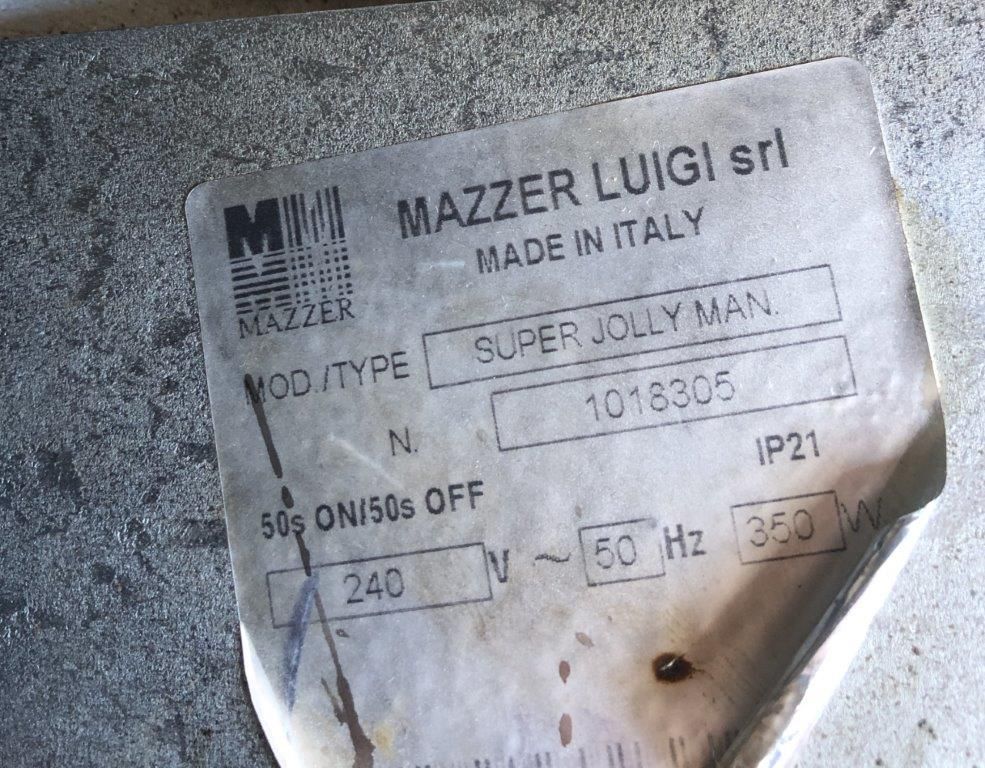 MAZZER LUIGI srl
MADE IN ITALY
M
MAZZER
MOD./TYPE SUPER JOLLY MAN.
N. 1018305
IP21
50s ON/50s OFF
240 V ~ 50 Hz 350 W